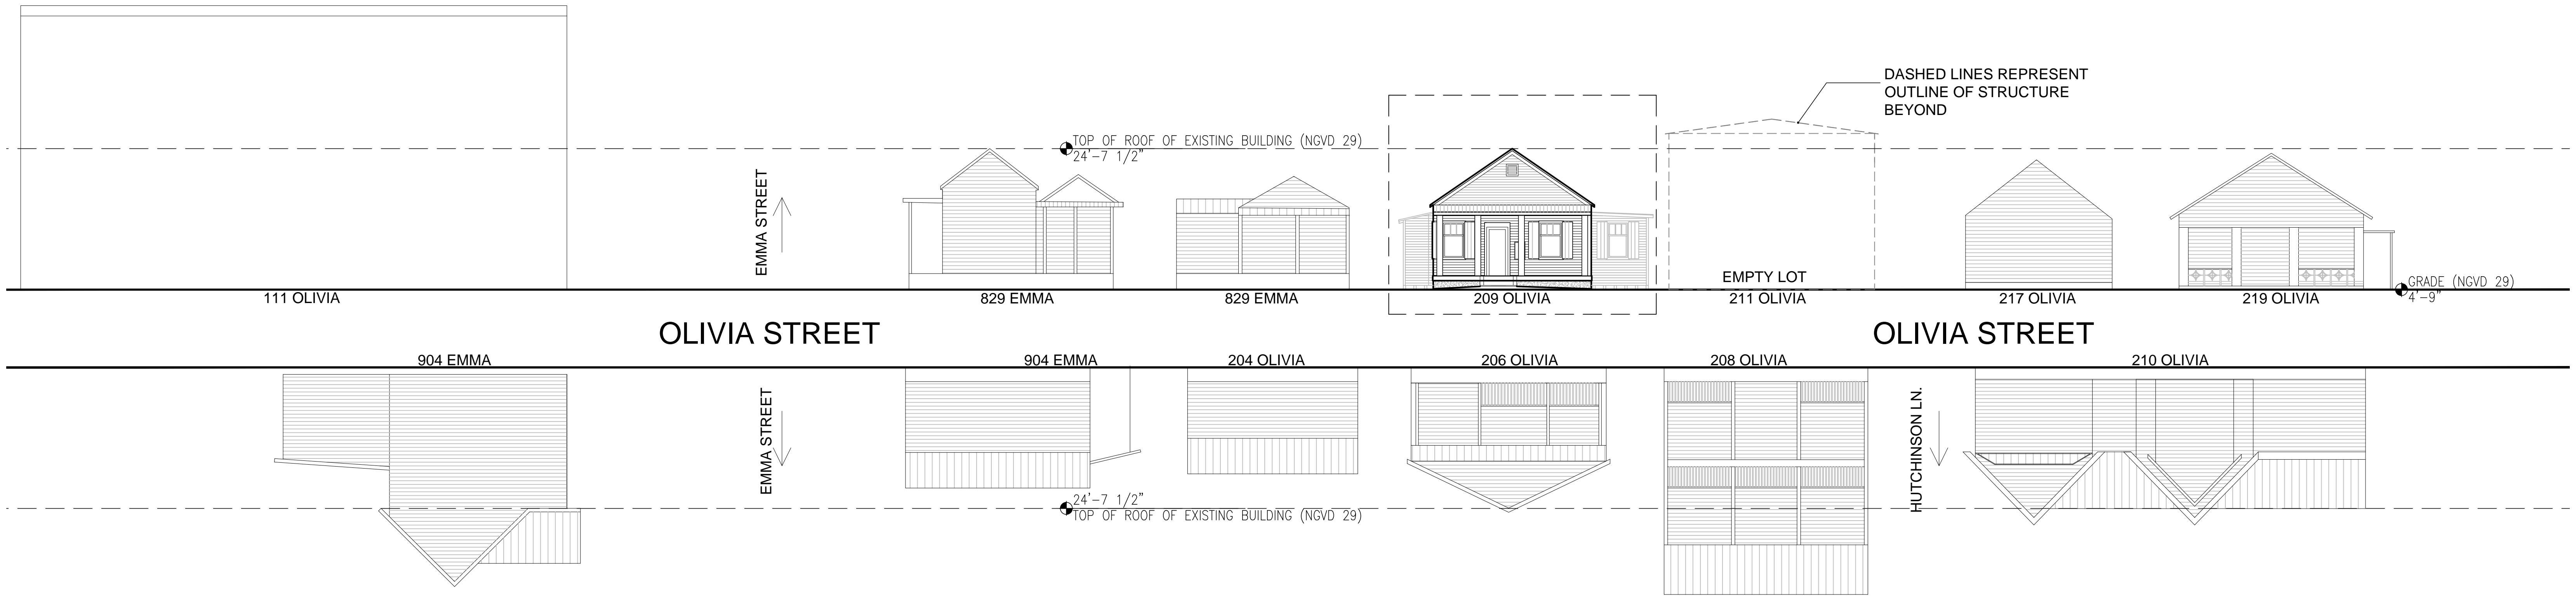 DASHED LINES REPRESENT
OUTLINE OF STRUCTURE
BEYOND
TOP OF ROOF OF EXISTING BUILDING (NGVD 29)
24'-7 1/2"
EMMA STREET
EMPTY LOT
GRADE (NGVD 29)
4'-9"
111 OLIVIA
829 EMMA
829 EMMA
209 OLIVIA
211 OLIVIA
217 OLIVIA
219 OLIVIA
OLIVIA STREET
OLIVIA STREET
904 EMMA
904 EMMA
204 OLIVIA
206 OLIVIA
208 OLIVIA
210 OLIVIA
EMMA STREET
HUTCHINSON LN.
24'-7 1/2"
TOP OF ROOF OF EXISTING BUILDING (NGVD 29)